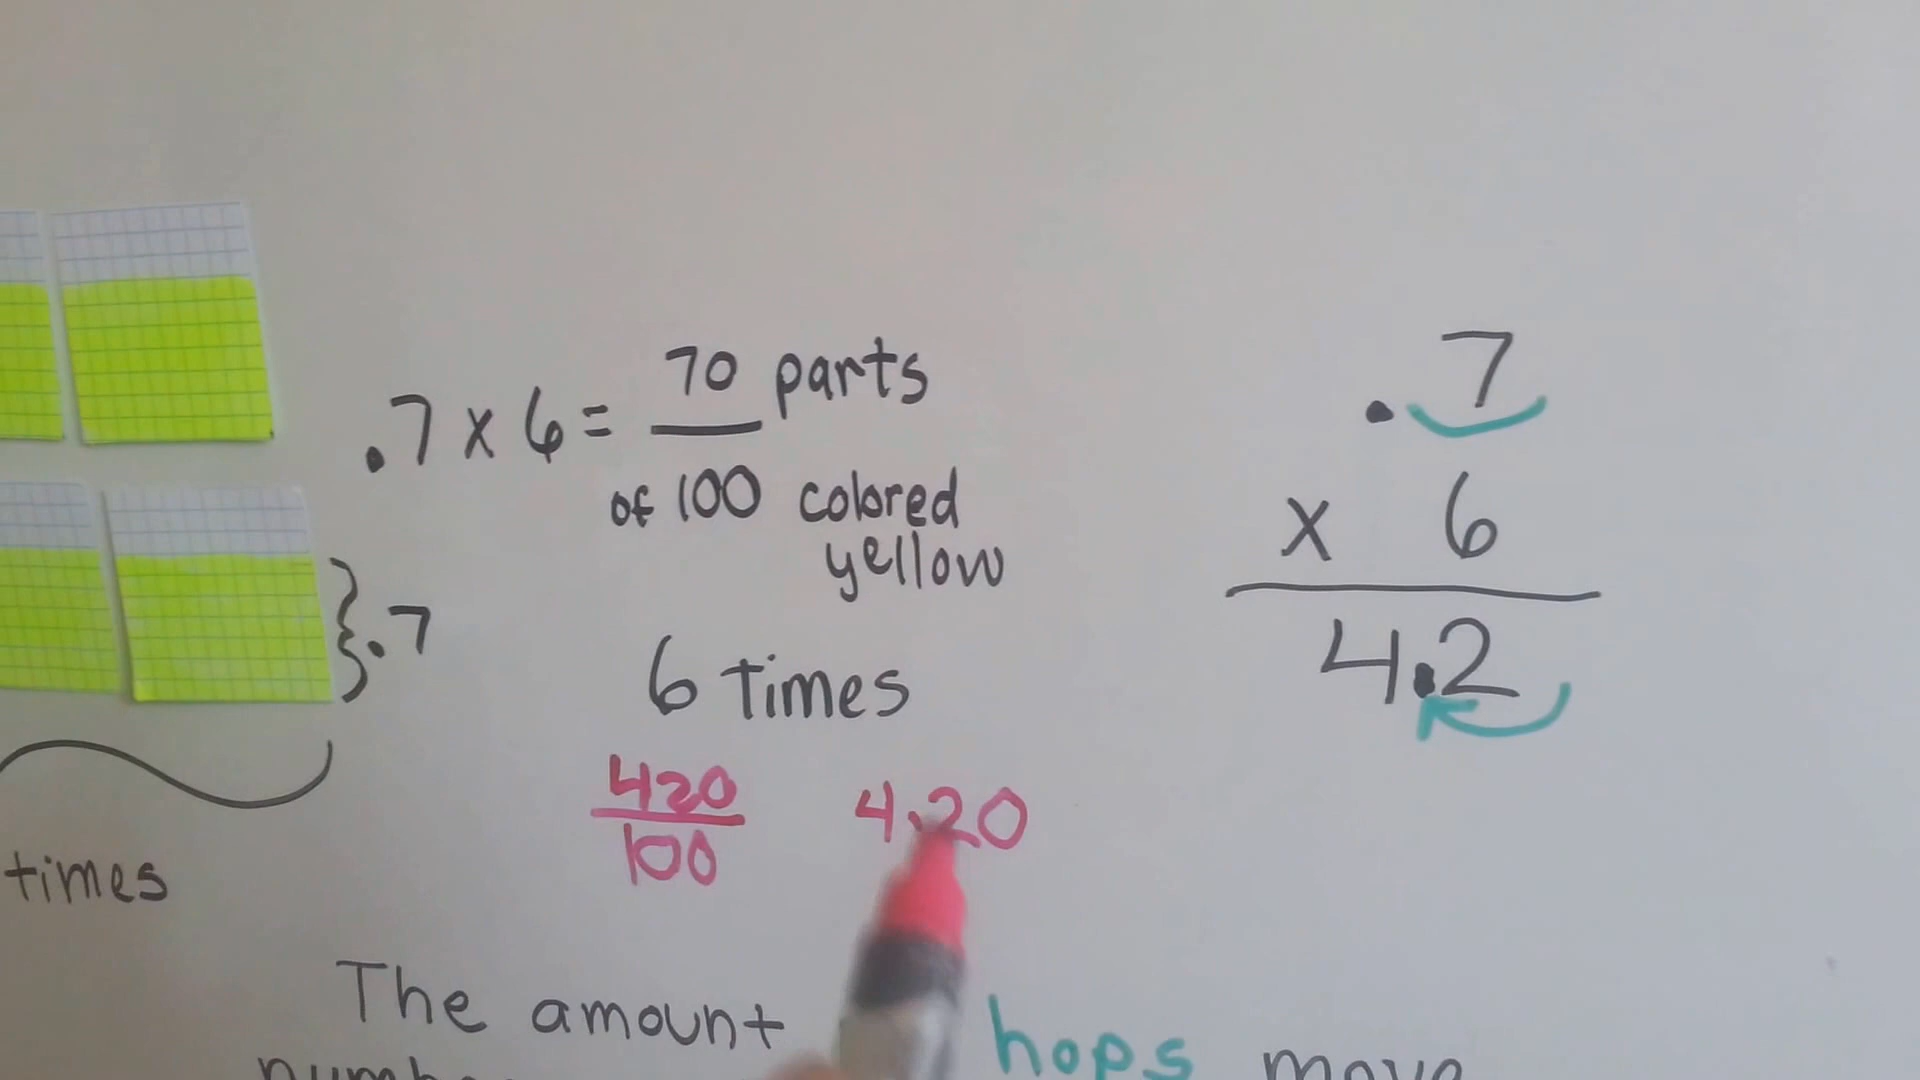 .7 x 6 = 70 parts
of 100 colored
yellow
.7
6 times
420
100
4.20
times
The amount
hops move
.7
x 6
4.2